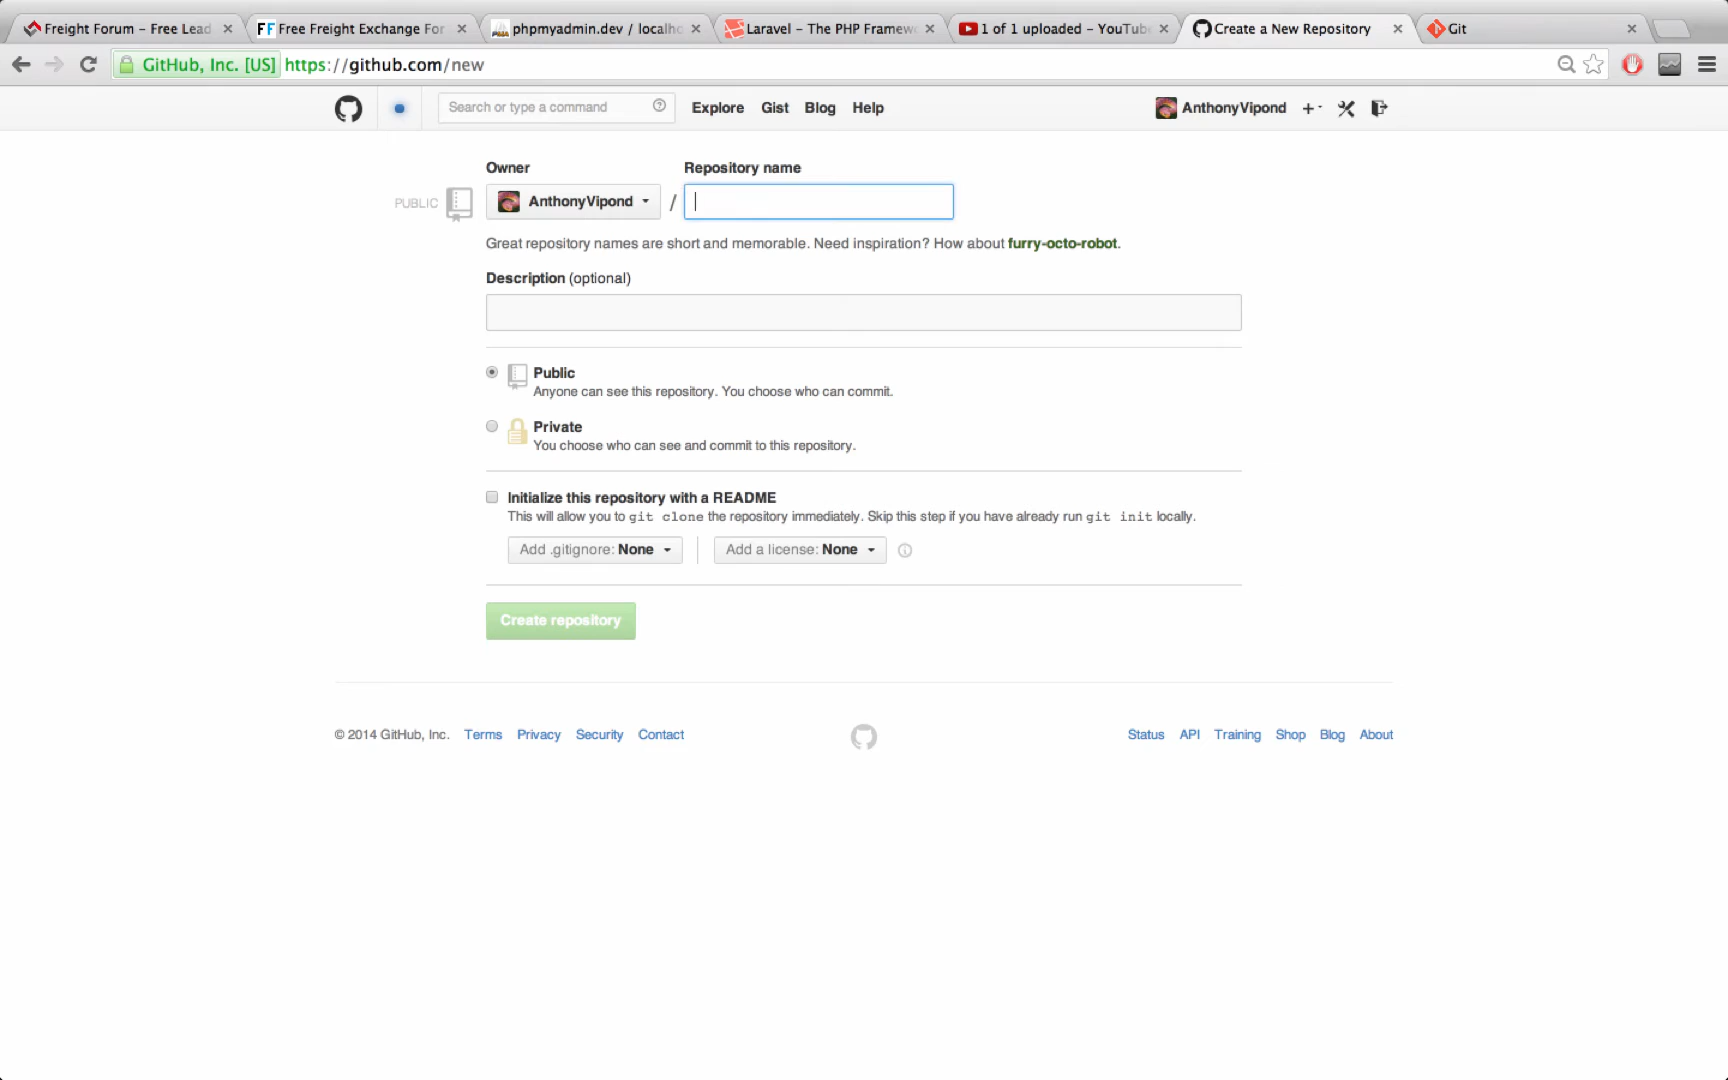 Freight Forum - Free Lead
FF Free Freight Exchange For
phpmyadmin.dev / localho
Laravel - The PHP Framewo
1 of 1 uploaded - YouTube
Create a New Repository
Git
GitHub, Inc. [US] https://github.com/new
Search or type a command
Explore Gist Blog Help
AnthonyVipond
Owner Repository name
PUBLIC AnthonyVipond /
Great repository names are short and memorable. Need inspiration? How about furry-octo-robot.
Description (optional)
Public
Anyone can see this repository. You choose who can commit.
Private
You choose who can see and commit to this repository.
Initialize this repository with a README
This will allow you to git clone the repository immediately. Skip this step if you have already run git init locally.
Add .gitignore: None Add a license: None
Create repository
© 2014 GitHub, Inc. Terms Privacy Security Contact Status API Training Shop Blog About